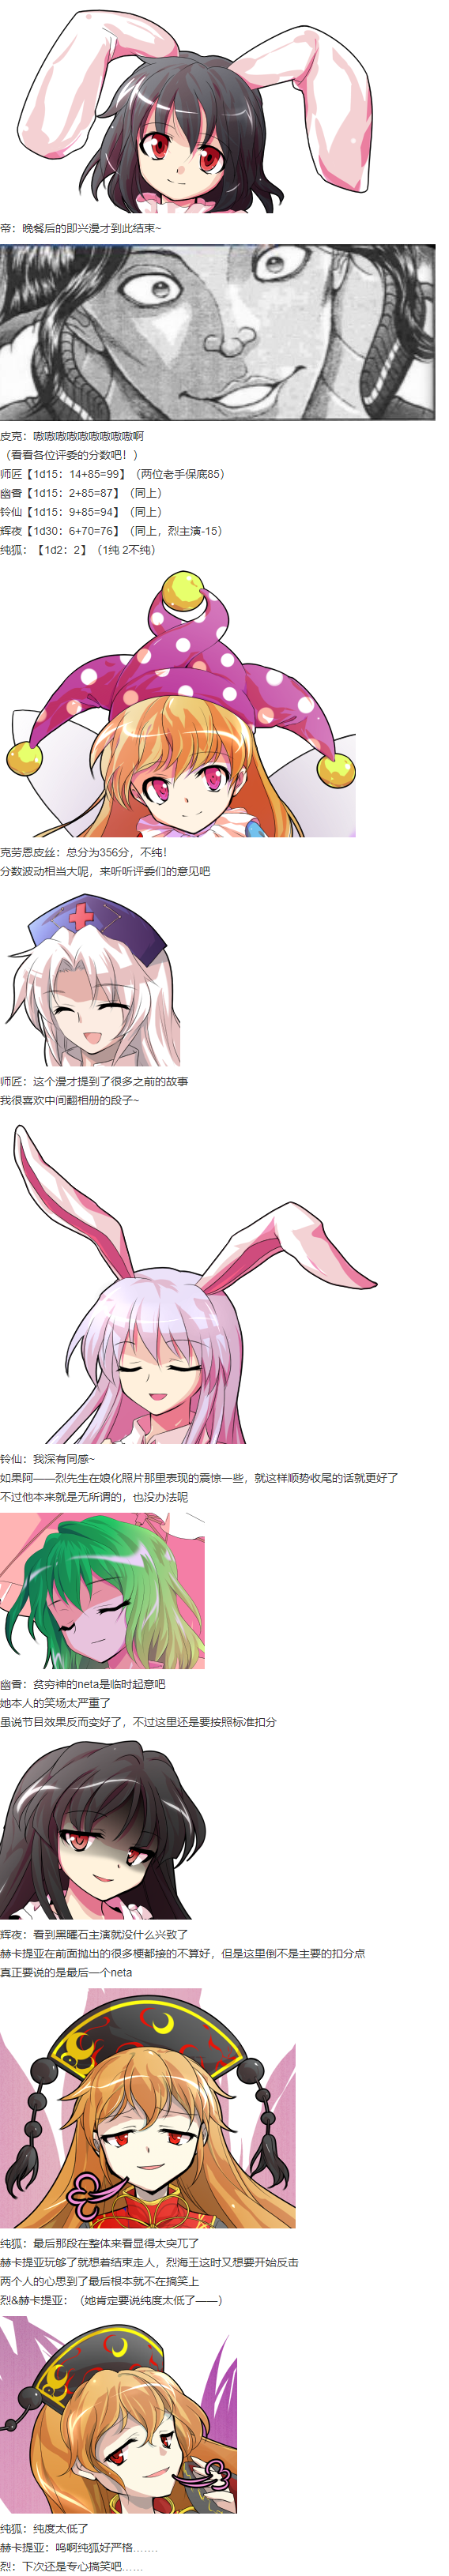 帝：晚餐后的即兴漫才到此结束~
皮克：嗷嗷嗷嗷嗷嗷嗷嗷嗷啊
（看看各位评委的分数吧！）
师匠【1d15：14+85=99】（两位老手保底85）
幽香【1d15：2+85=87】（同上）
铃仙【1d15：9+85=94】（同上）
辉夜【1d30：6+70=76】（同上，烈主演-15）
纯狐：【1d2：2】（1纯 2不纯）
克劳恩皮丝：总分为356分，不纯！
分数波动相当大呢，来听听评委们的意见吧
师匠：这个漫才提到了很多之前的故事
我很喜欢中间翻相册的段子~
铃仙：我深有同感~
如果阿——烈先生在娘化照片那里表现的震惊一些，就这样顺势收尾的话就更好了
不过他本来就是无所谓的，也没办法呢
幽香：贫穷神的neta是临时起意吧
她本人的笑场太严重了
虽说节目效果反而变好了，不过这里还是要按照标准扣分
辉夜：看到黑曜石主演就没什么兴致了
赫卡提亚在前面抛出的很多梗都接的不算好，但是这里倒不是主要的扣分点
真正要说的是最后一个neta
纯狐：最后那段在整体来看显得太突兀了
赫卡提亚玩够了就想着结束走人，烈海王这时又想要开始反击
两个人的心思到了最后根本就不在搞笑上
烈&赫卡提亚：（她肯定要说纯度太低了——）
纯狐：纯度太低了
赫卡提亚：呜啊纯狐好严格.......
烈：下次还是专心搞笑吧……